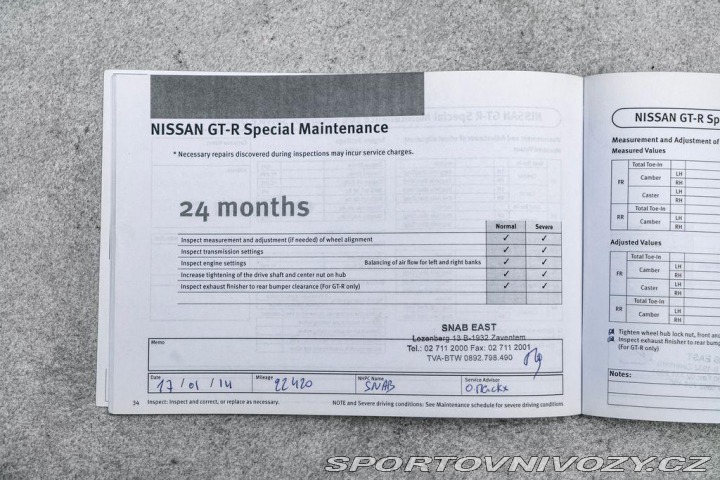 NISSAN GT-R Special Maintenance
* Necessary repairs discovered during inspections may incur service charges.
24 months
Normal Severe
Inspect measurement and adjustment (if needed) of wheel alignment ✓ ✓
Inspect transmission settings ✓ ✓
Inspect engine settings Balancing of air flow for left and right banks ✓ ✓
Increase tightening of the drive shaft and center nut on hub ✓ ✓
Inspect exhaust finisher to rear bumper clearance (For GT-R only) ✓ ✓
SNAB EAST
Lozenberg 13 B-1932 Zaventem
Tel.: 02 711 2000 Fax: 02 711 2001
TVA-BTW 0892.798.490
Memo
Date Mileage NHPC Name Service Advisor
17/01/14 22420 SNAB
34 Inspect: Inspect and correct, or replace as necessary. NOTE and Severe driving conditions: See Maintenance schedule for severe driving conditions
NISSAN GT-R Sp
Measurement and Adjustment of
Measured Values
Total Toe-In
FR Camber LH
RH
Caster LH
RH
Total Toe-In
RR Camber LH
RH
Adjusted Values
Total Toe-In
FR Camber LH
RH
Caster LH
RH
Total Toe-In
RR Camber LH
RH
Tighten wheel hub lock nut, front an
Inspect exhaust finisher to rear bump
(For GT-R only)
Notes:
SPORTOVNIVOZY.CZ